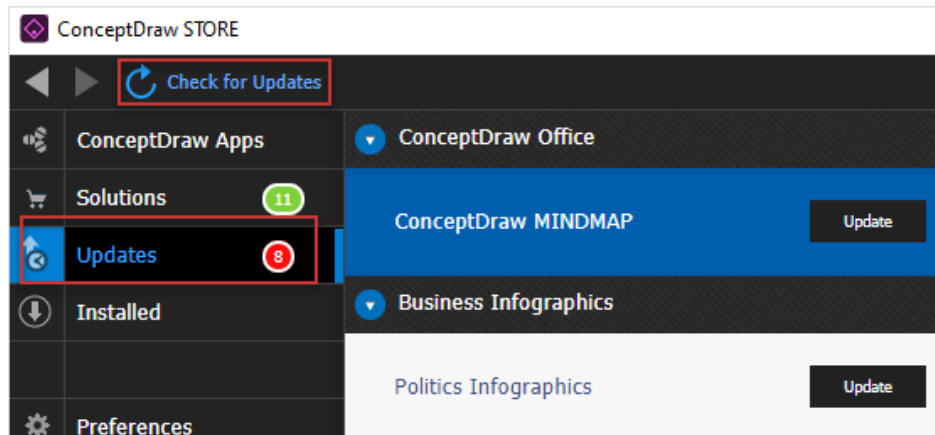 ConceptDraw STORE
Check for Updates
ConceptDraw Apps
Solutions 11
Updates 8
Installed
Preferences
ConceptDraw Office
ConceptDraw MINDMAP Update
Business Infographics
Politics Infographics Update